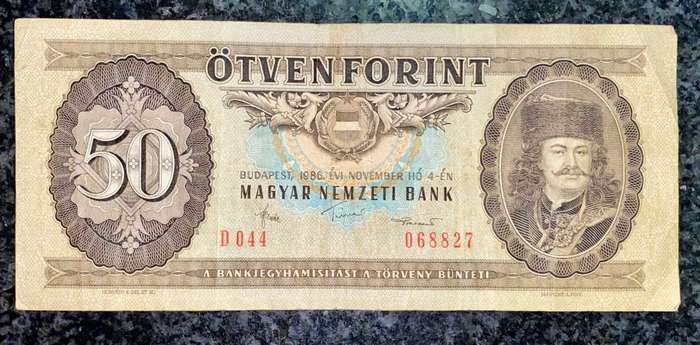 ÖTVEN FORINT
50
BUDAPEST, 1986. ÉVI NOVEMBER HÓ 4-ÉN
MAGYAR NEMZETI BANK
D 044 068827
A BANKJEGYHAMISÍTÁST A TÖRVÉNY BÜNTETI